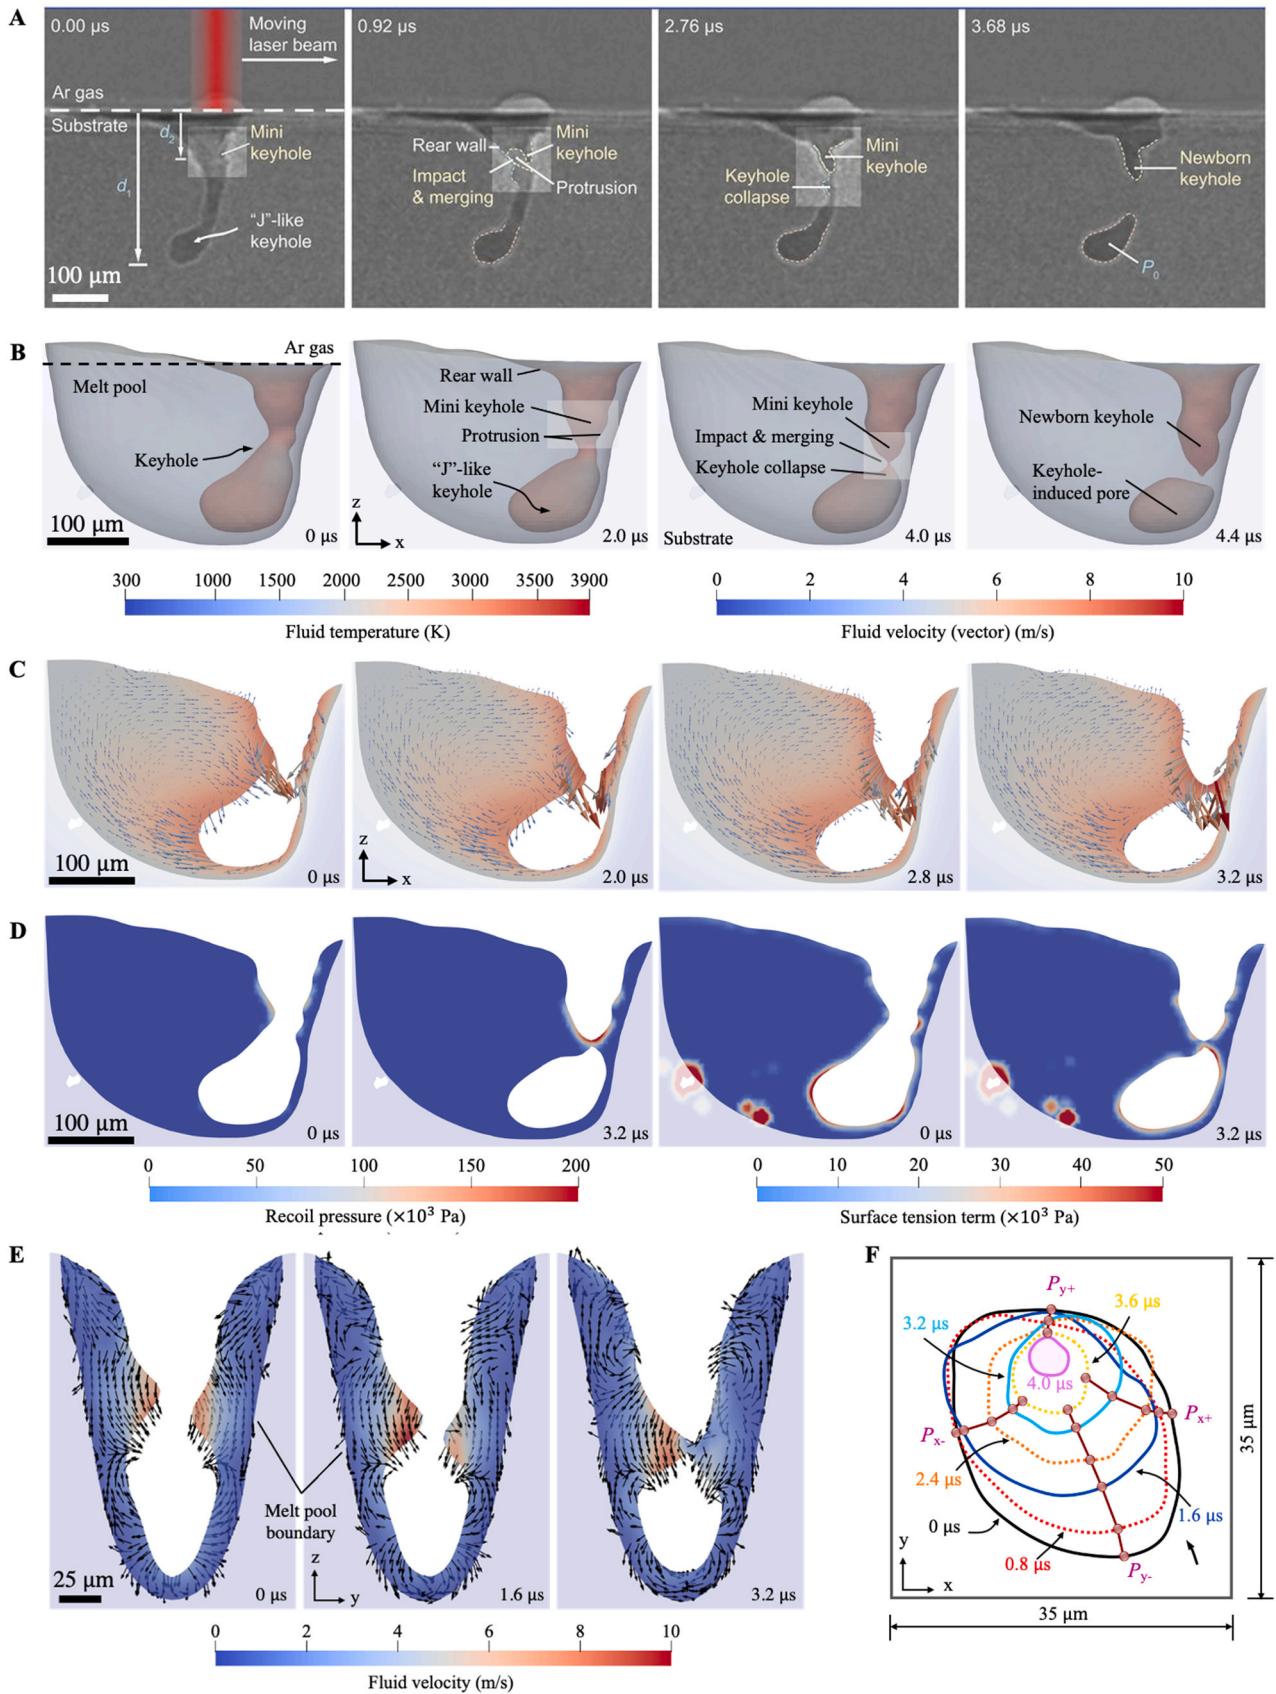 A
0.00 µs
Moving
laser beam
Ar gas
Substrate
d2
d1
Mini
keyhole
"J"-like
keyhole
100 µm
0.92 µs
Rear wall
Mini
keyhole
Impact
& merging
Protrusion
2.76 µs
Mini
keyhole
Keyhole
collapse
3.68 µs
Newborn
keyhole
P0
B
Ar gas
Melt pool
Keyhole
100 µm
0 µs
Rear wall
Mini keyhole
Protrusion
"J"-like
keyhole
z
x
2.0 µs
Mini keyhole
Impact & merging
Keyhole collapse
Substrate
4.0 µs
Newborn keyhole
Keyhole-
induced pore
4.4 µs
300 1000 1500 2000 2500 3000 3500 3900
Fluid temperature (K)
0 2 4 6 8 10
Fluid velocity (vector) (m/s)
C
100 µm
0 µs
z
x
2.0 µs
2.8 µs
3.2 µs
D
100 µm
0 µs
3.2 µs
0 µs
3.2 µs
0 50 100 150 200
Recoil pressure (×10³ Pa)
0 10 20 30 40 50
Surface tension term (×10³ Pa)
E
25 µm
0 µs
Melt pool
boundary
z
y
1.6 µs
3.2 µs
0 2 4 6 8 10
Fluid velocity (m/s)
F
Py+
3.6 µs
3.2 µs
4.0 µs
Px+
Px-
2.4 µs
1.6 µs
0 µs
0.8 µs
Py-
y
x
35 µm
35 µm